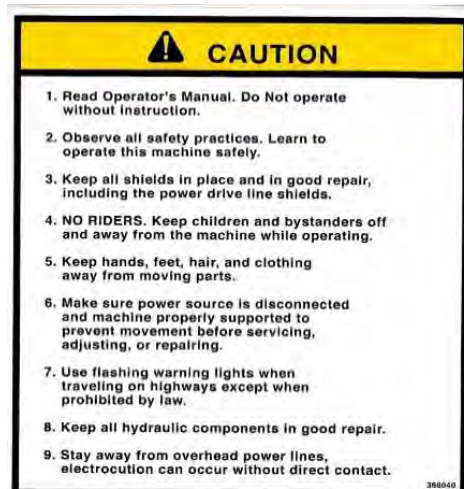 CAUTION
1. Read Operator's Manual. Do Not operate
without instruction.
2. Observe all safety practices. Learn to
operate this machine safely.
3. Keep all shields in place and in good repair,
including the power drive line shields.
4. NO RIDERS. Keep children and bystanders off
and away from the machine while operating.
5. Keep hands, feet, hair, and clothing
away from moving parts.
6. Make sure power source is disconnected
and machine properly supported to
prevent movement before servicing,
adjusting, or repairing.
7. Use flashing warning lights when
traveling on highways except when
prohibited by law.
8. Keep all hydraulic components in good repair.
9. Stay away from overhead power lines,
electrocution can occur without direct contact.